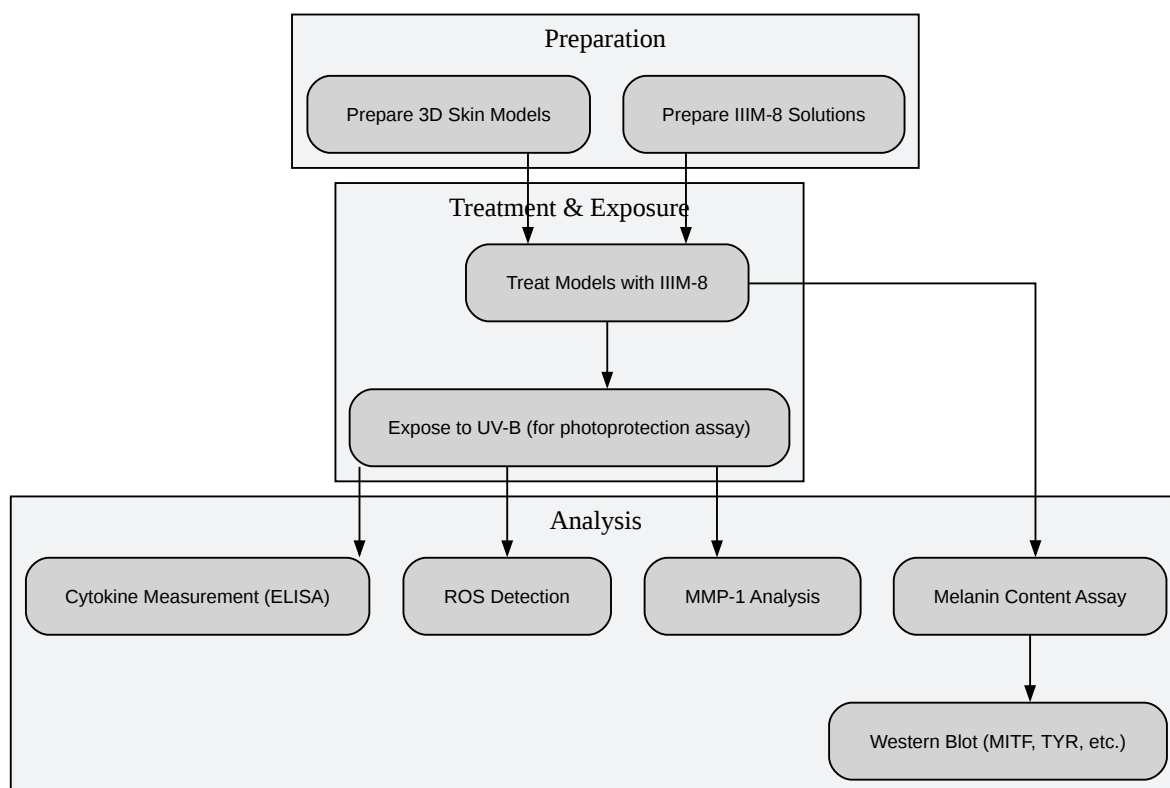 Preparation
Prepare 3D Skin Models
Prepare IIIM-8 Solutions
Treatment & Exposure
Treat Models with IIIM-8
Expose to UV-B (for photoprotection assay)
Analysis
Cytokine Measurement (ELISA)
ROS Detection
MMP-1 Analysis
Melanin Content Assay
Western Blot (MITF, TYR, etc.)